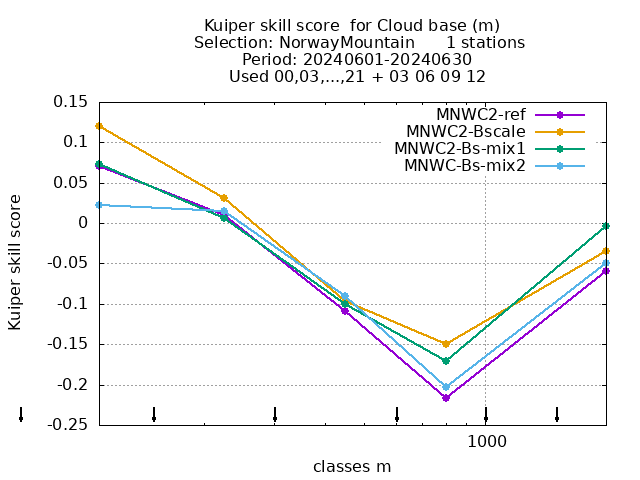 Kuiper skill score  for Cloud base (m)
Selection: NorwayMountain      1 stations
Period: 20240601-20240630
Used 00,03,...,21 + 03 06 09 12
MNWC2-ref
MNWC2-Bscale
MNWC2-Bs-mix1
MNWC-Bs-mix2
Kuiper skill score
0.15
0.1
0.05
0
-0.05
-0.1
-0.15
-0.2
-0.25
1000
classes m